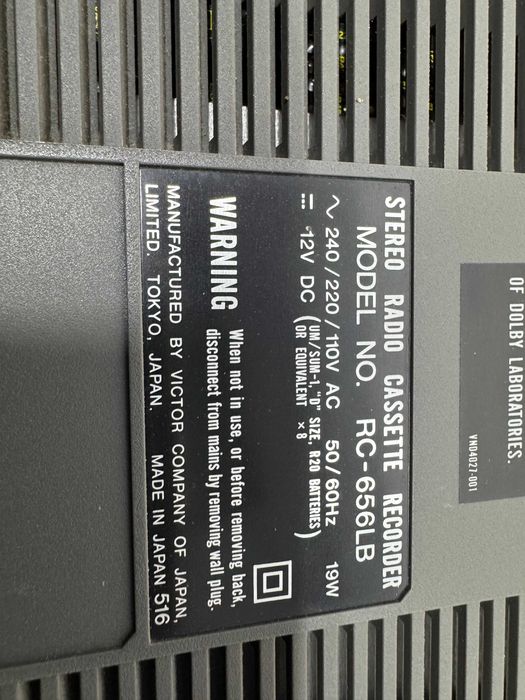 OF DOLBY LABORATORIES.
VND4027-001
STEREO RADIO CASSETTE RECORDER
MODEL NO. RC-656LB
∿ 240/220/110V AC 50/60Hz 19W
⎓ 12V DC (UM/SUM-1, "D" SIZE, R20 BATTERIES)
(OR EQUIVALENT × 8)
WARNING When not in use, or before removing back,
disconnect from mains by removing wall plug.
MANUFACTURED BY VICTOR COMPANY OF JAPAN,
LIMITED. TOKYO, JAPAN. MADE IN JAPAN 516